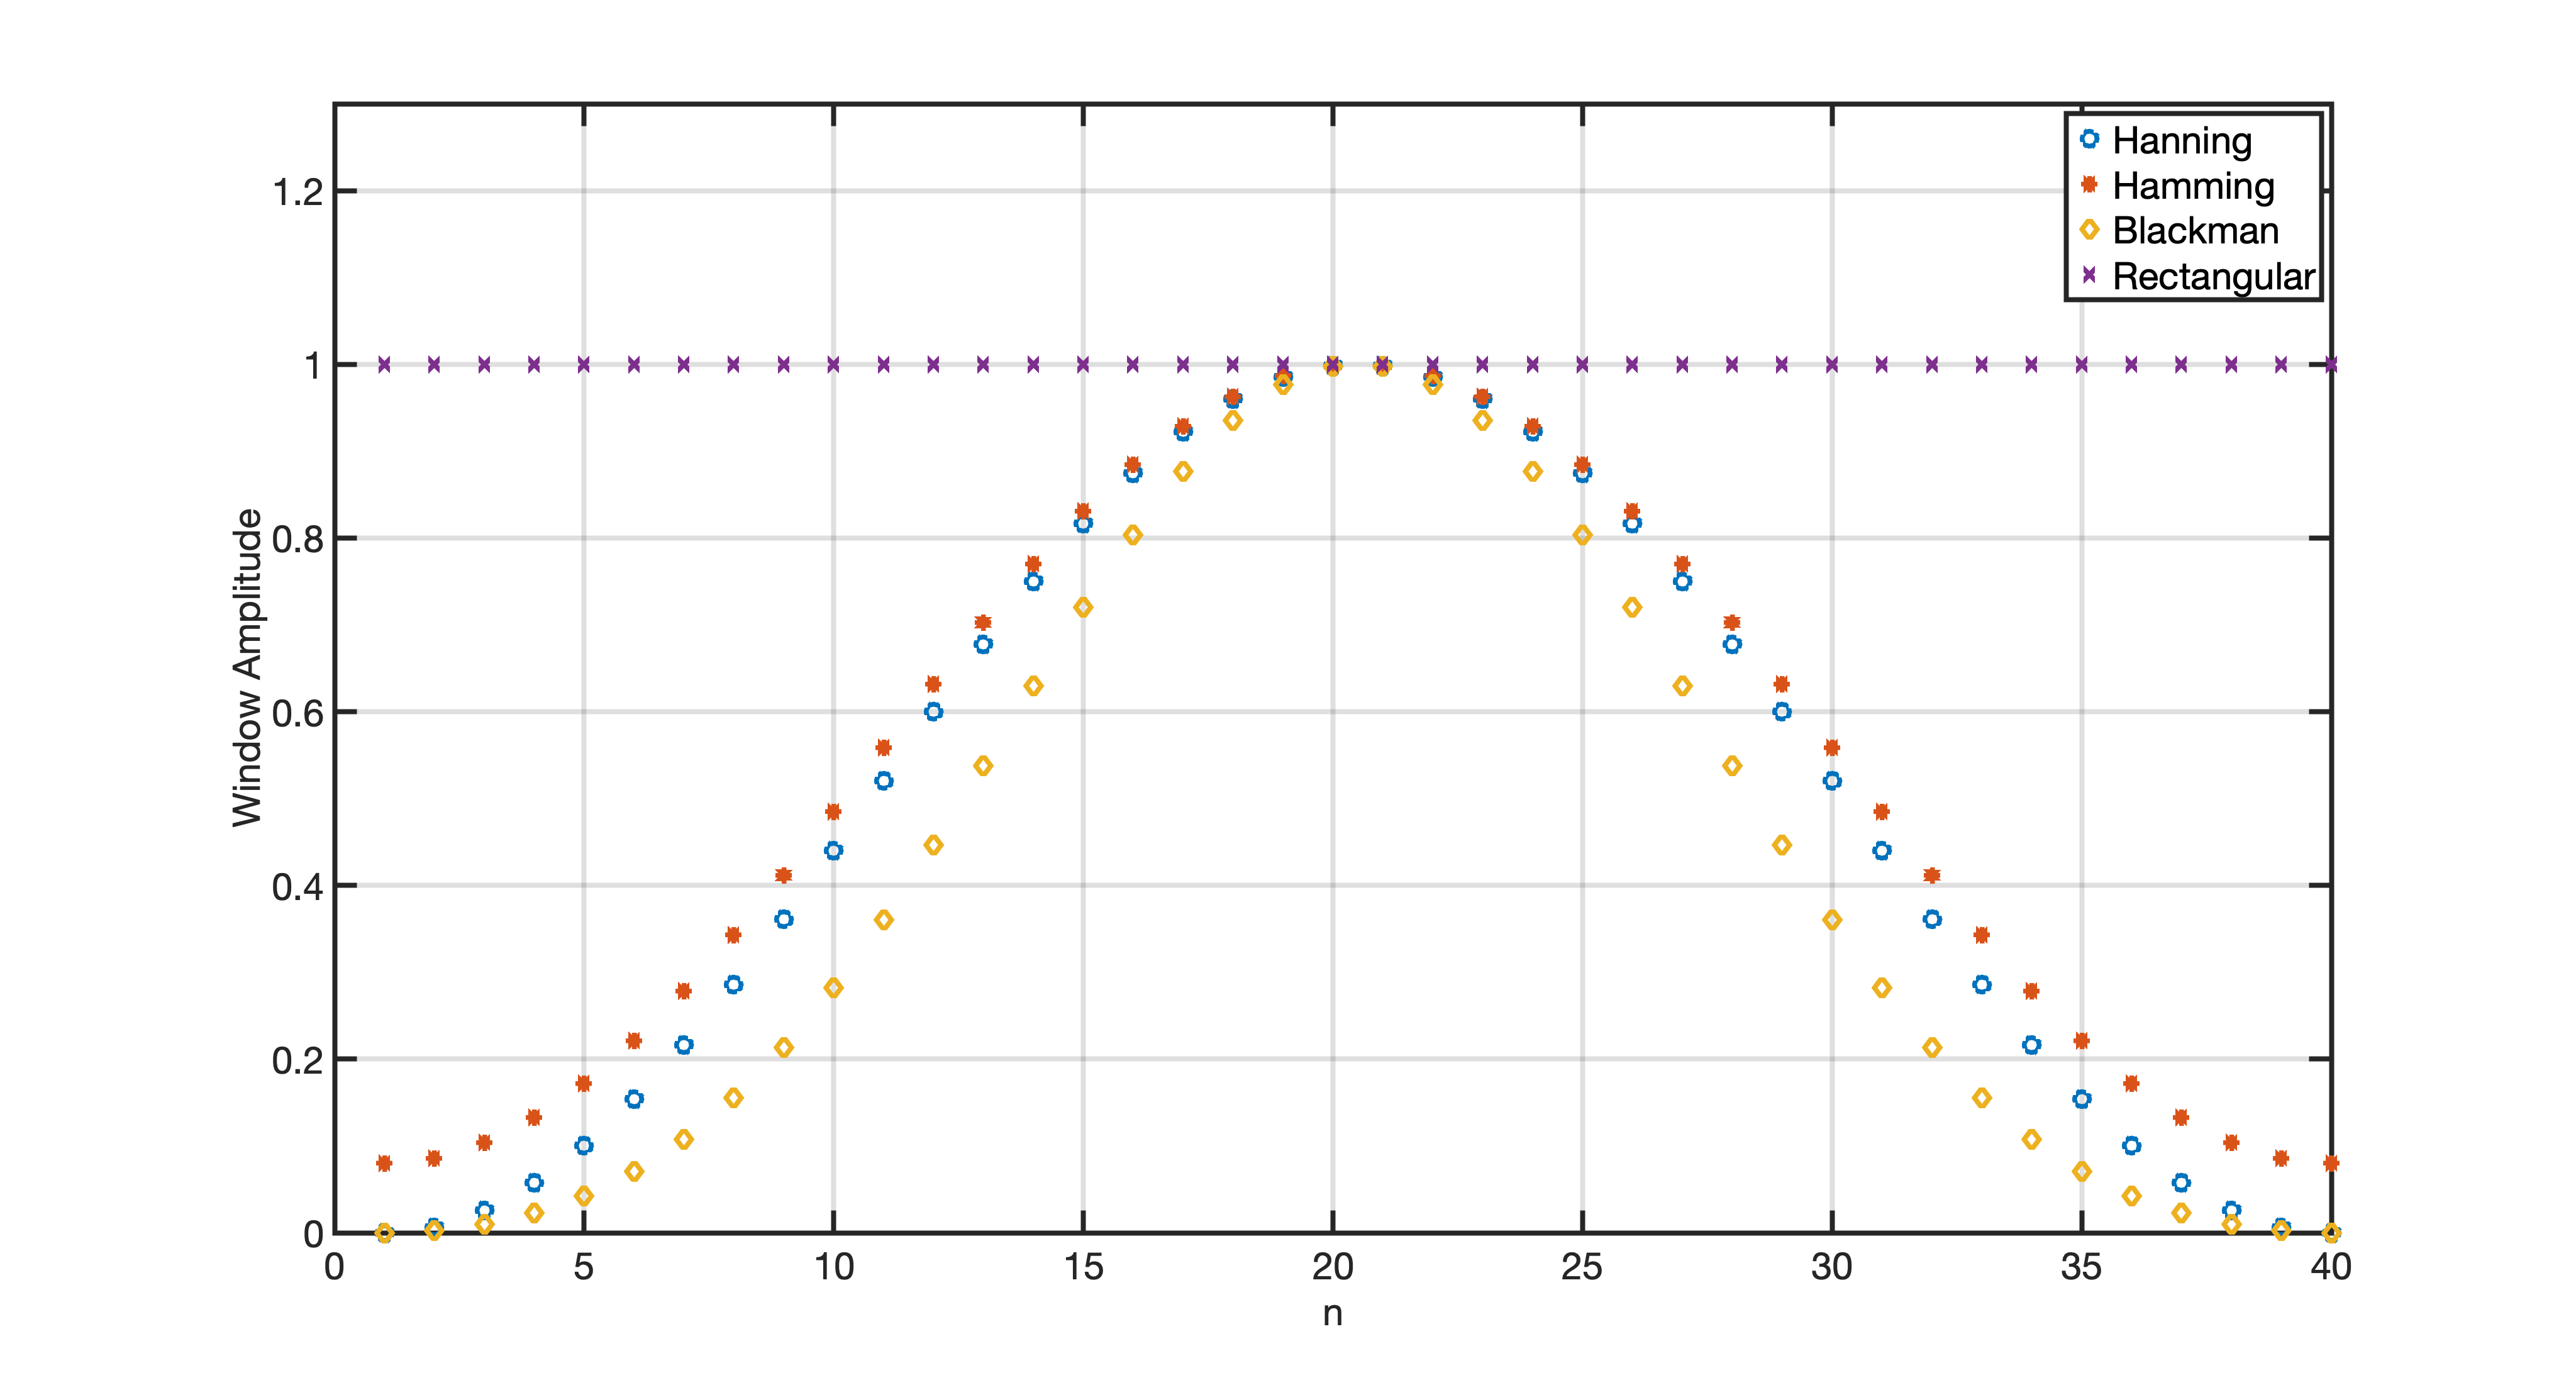 Hanning
Hamming
Blackman
Rectangular
1.2
1
0.8
0.6
0.4
0.2
0
Window Amplitude
0 5 10 15 20 25 30 35 40
n